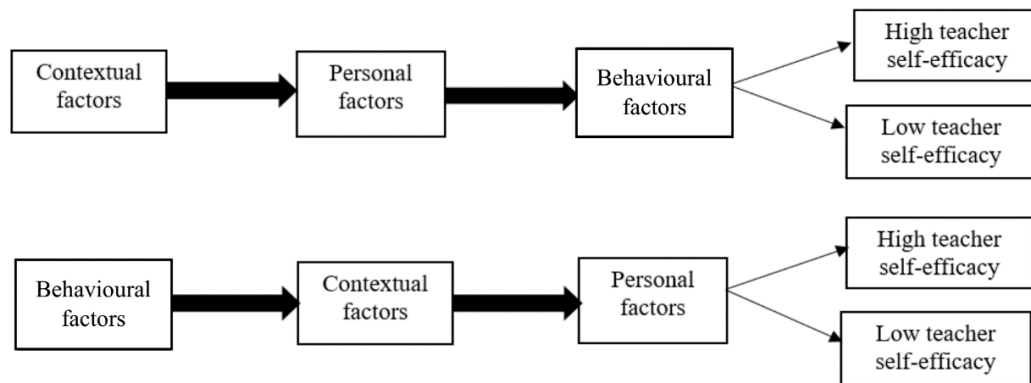 Contextual
factors
Personal
factors
Behavioural
factors
High teacher
self-efficacy
Low teacher
self-efficacy
Behavioural
factors
Contextual
factors
Personal
factors
High teacher
self-efficacy
Low teacher
self-efficacy